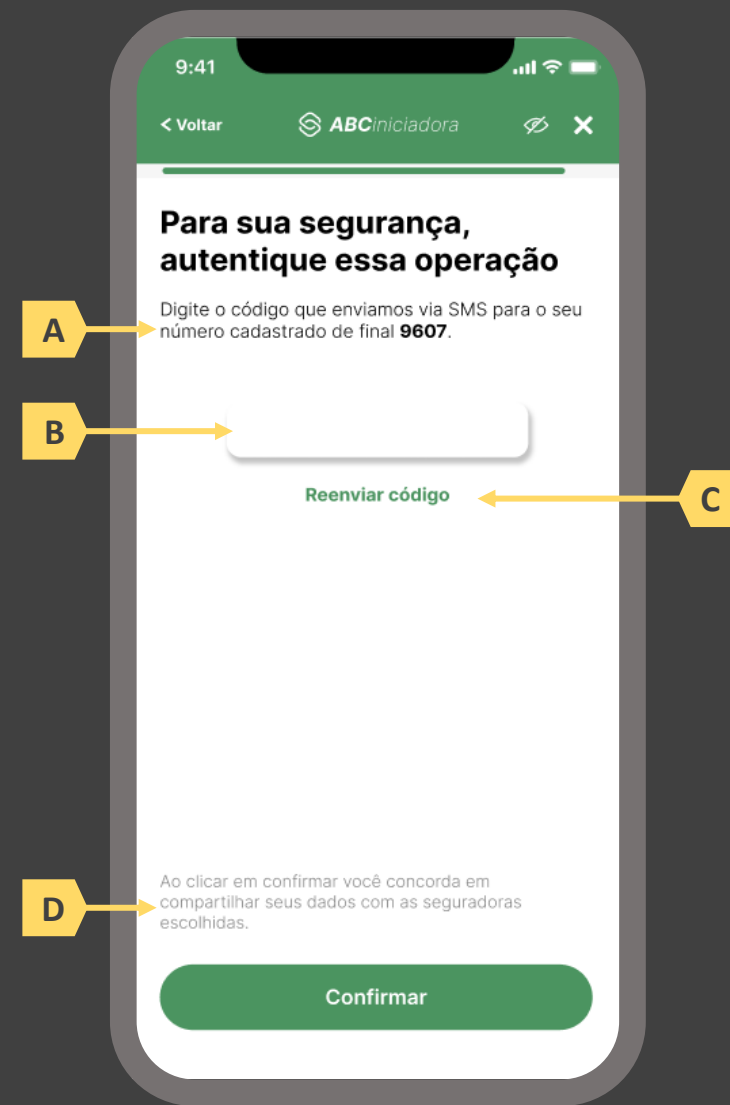 9:41
< Voltar ABCiniciadora
Para sua segurança,
autentique essa operação
Digite o código que enviamos via SMS para o seu
A
número cadastrado de final 9607.
B
Reenviar código
C
Ao clicar em confirmar você concorda em
D
compartilhar seus dados com as seguradoras
escolhidas.
Confirmar